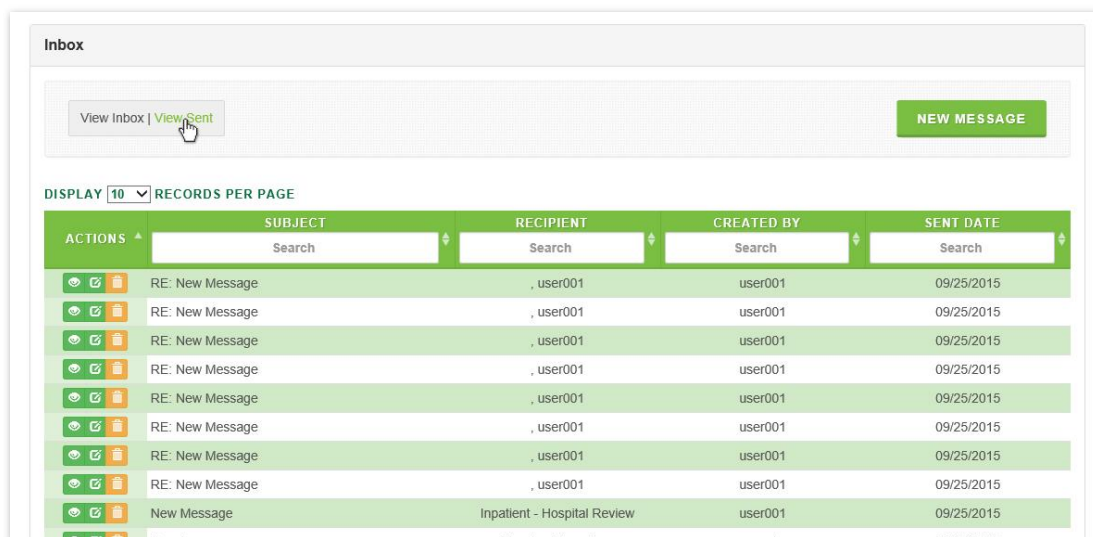 Inbox
View Inbox | View Sent
NEW MESSAGE
DISPLAY 10 RECORDS PER PAGE
ACTIONS SUBJECT RECIPIENT CREATED BY SENT DATE
Search Search Search Search
RE: New Message , user001 user001 09/25/2015
RE: New Message , user001 user001 09/25/2015
RE: New Message , user001 user001 09/25/2015
RE: New Message , user001 user001 09/25/2015
RE: New Message , user001 user001 09/25/2015
RE: New Message , user001 user001 09/25/2015
RE: New Message , user001 user001 09/25/2015
RE: New Message , user001 user001 09/25/2015
New Message Inpatient - Hospital Review user001 09/25/2015